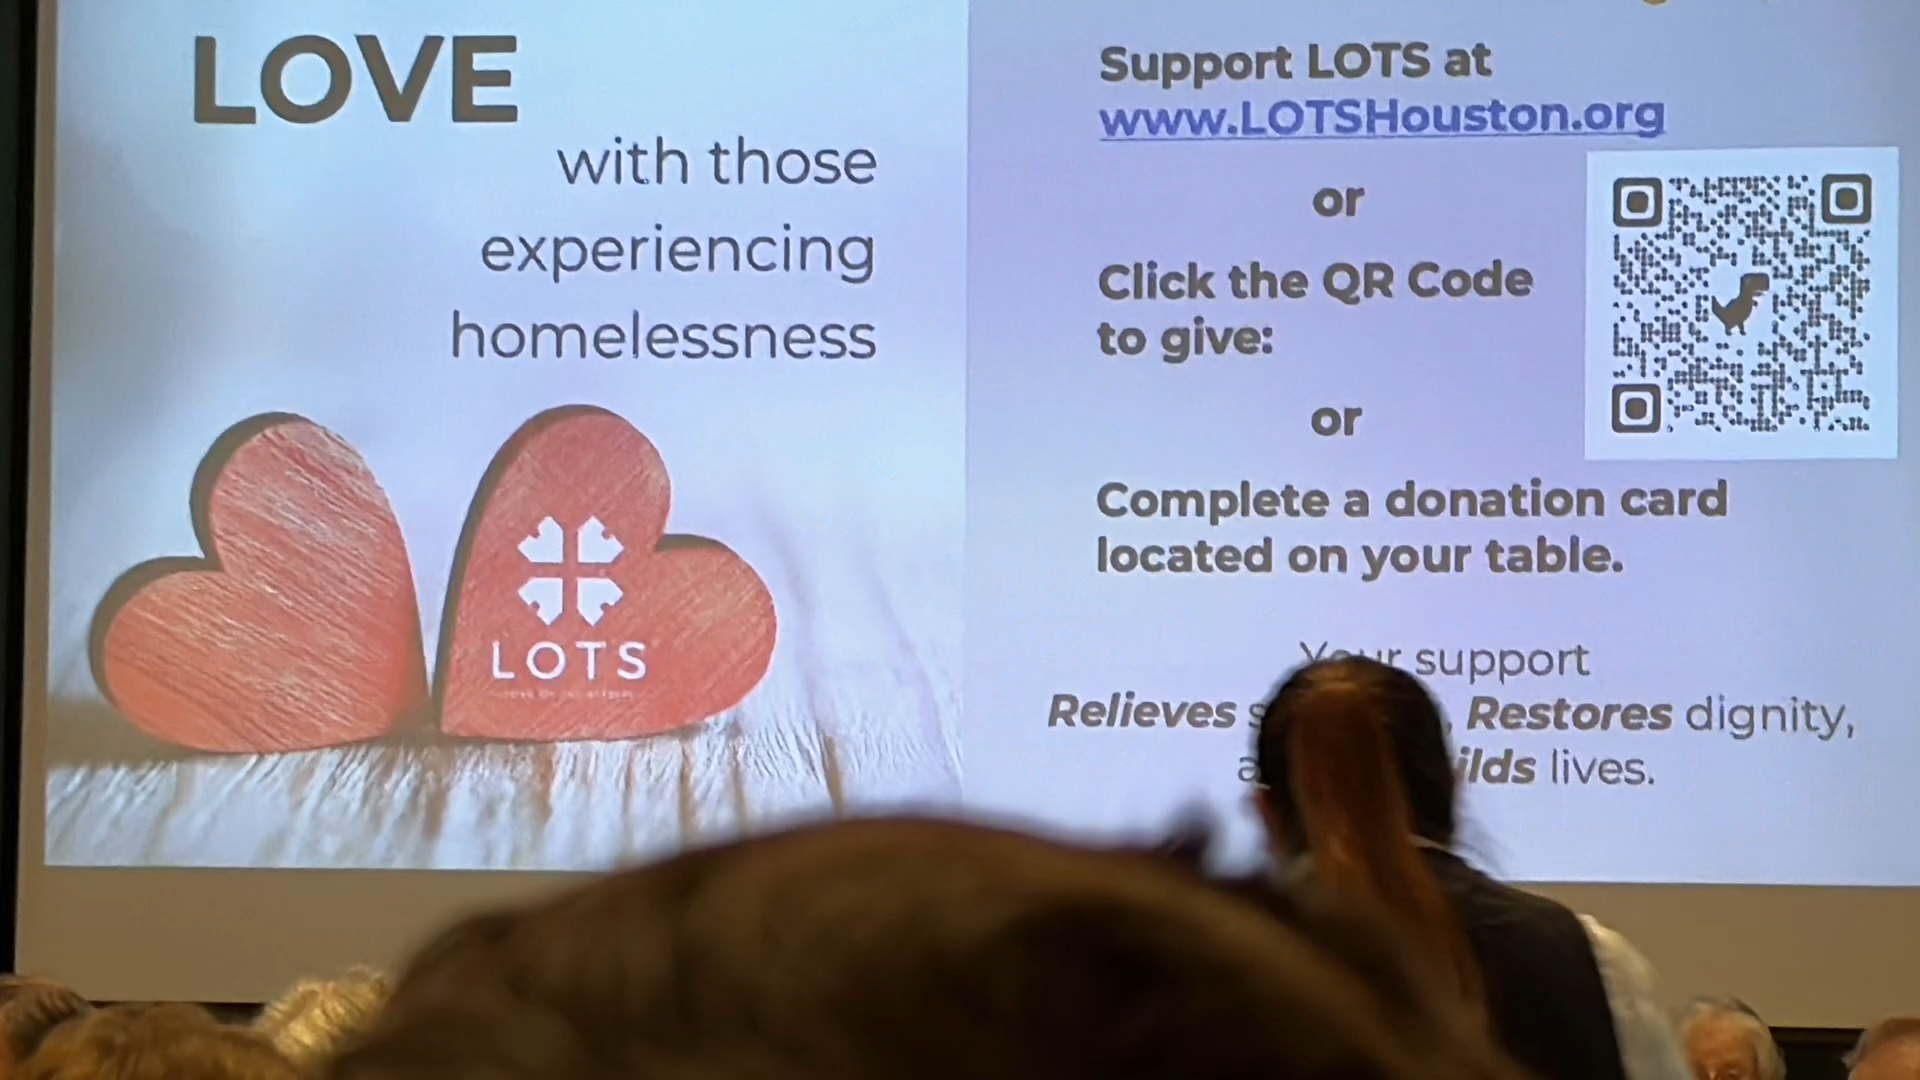 LOVE
with those
experiencing
homelessness
LOTS
Support LOTS at
www.LOTSHouston.org
or
Click the QR Code
to give:
or
Complete a donation card
located on your table.
support
Relieves Restores dignity,
lives.